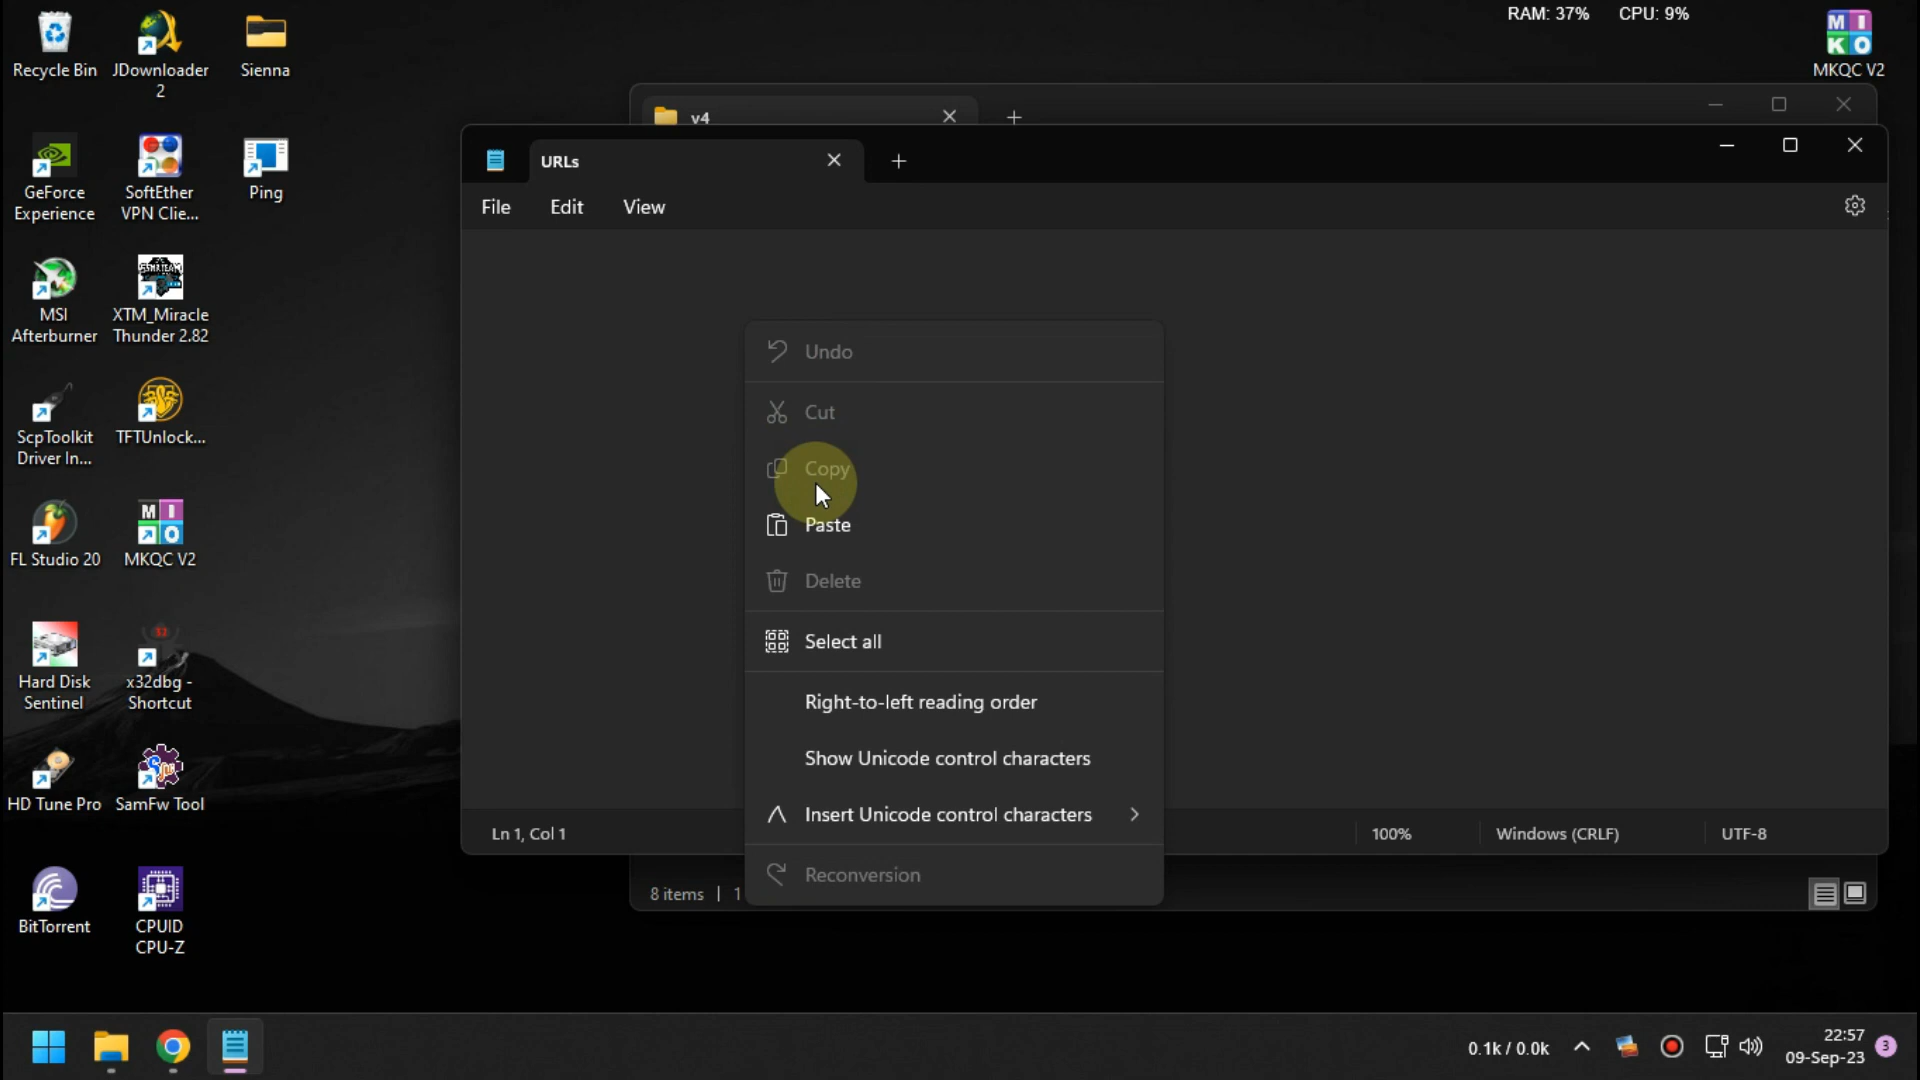 RAM: 37% CPU: 9%
Recycle Bin
JDownloader
2
Sienna
MIKO
MKQC V2
v4
URLs
File Edit View
GeForce
Experience
SoftEther
VPN Clie...
Ping
MSI
Afterburner
XTM_Miracle
Thunder 2.82
Undo
Cut
Copy
Paste
Delete
Select all
Right-to-left reading order
Show Unicode control characters
Insert Unicode control characters
Reconversion
ScpToolkit
Driver In...
TFTUnlock...
FL Studio 20
MKQC V2
Hard Disk
Sentinel
32
x32dbg -
Shortcut
HD Tune Pro
SamFw Tool
BitTorrent
CPUID
CPU-Z
Ln 1, Col 1
100%
Windows (CRLF)
UTF-8
8 items | 1
0.1k / 0.0k
22:57
09-Sep-23
3